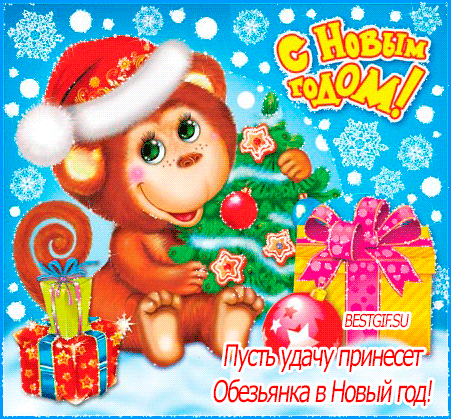 С Новым
годом!
BESTGIF.SU
Пусть удачу принесет
Обезьянка в Новый год!